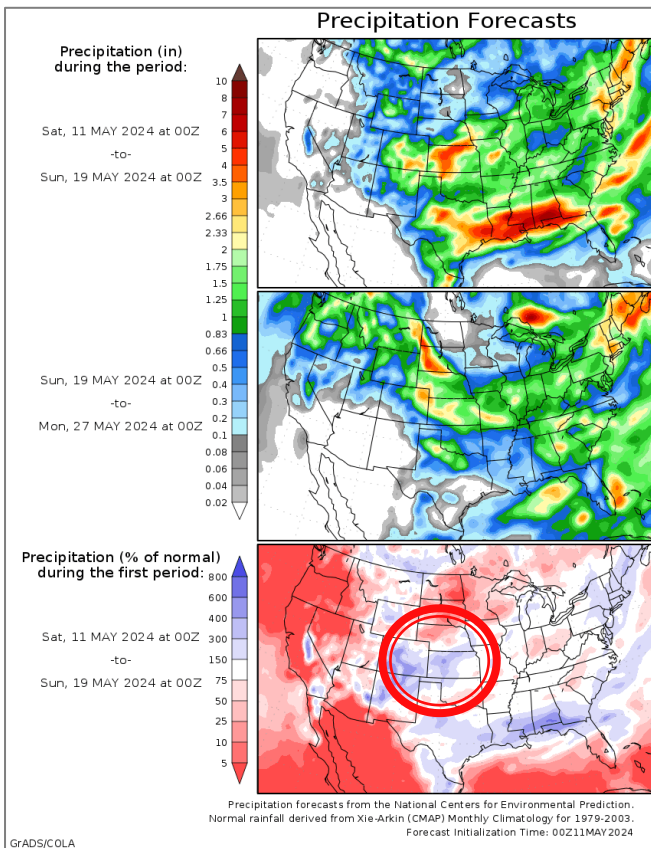 Precipitation Forecasts
Precipitation (in)
during the period:
Sat, 11 MAY 2024 at 00Z
-to-
Sun, 19 MAY 2024 at 00Z
10
8
7
6
5
4
3.5
3
2.66
2.33
2
1.75
1.5
1.25
1
0.83
0.66
0.5
0.4
0.3
0.2
0.1
0.08
0.06
0.04
0.02
Sun, 19 MAY 2024 at 00Z
-to-
Mon, 27 MAY 2024 at 00Z
Precipitation (% of normal)
during the first period:
Sat, 11 MAY 2024 at 00Z
-to-
Sun, 19 MAY 2024 at 00Z
800
600
400
300
150
75
50
25
10
5
Precipitation forecasts from the National Centers for Environmental Prediction.
Normal rainfall derived from Xie-Arkin (CMAP) Monthly Climatology for 1979-2003.
Forecast Initialization Time: 00Z11MAY2024
GrADS/COLA